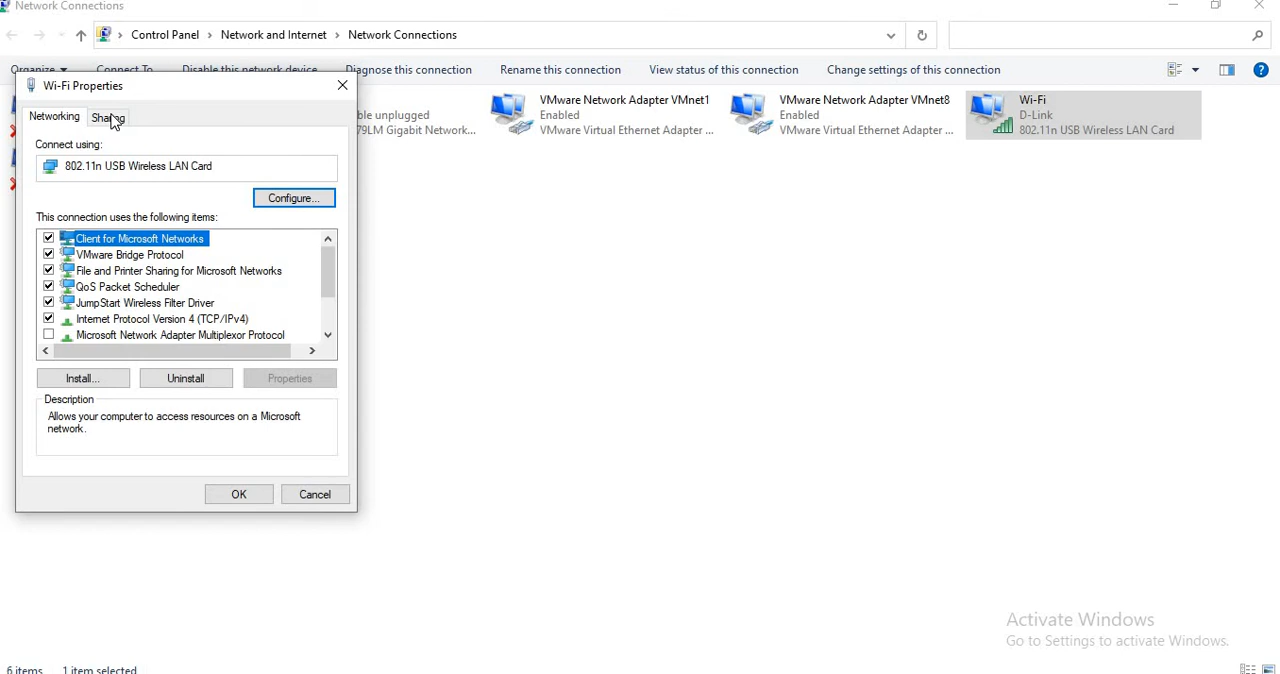 Network Connections
Control Panel > Network and Internet > Network Connections
Organize Connect To Disable this network device Diagnose this connection Rename this connection View status of this connection Change settings of this connection
Wi-Fi Properties
Networking Sharing
Connect using:
802.11n USB Wireless LAN Card
Configure...
This connection uses the following items:
Client for Microsoft Networks
VMware Bridge Protocol
File and Printer Sharing for Microsoft Networks
QoS Packet Scheduler
JumpStart Wireless Filter Driver
Internet Protocol Version 4 (TCP/IPv4)
Microsoft Network Adapter Multiplexor Protocol
Install... Uninstall Properties
Description
Allows your computer to access resources on a Microsoft
network.
OK Cancel
ble unplugged
79LM Gigabit Network...
VMware Network Adapter VMnet1
Enabled
VMware Virtual Ethernet Adapter ...
VMware Network Adapter VMnet8
Enabled
VMware Virtual Ethernet Adapter ...
Wi-Fi
D-Link
802.11n USB Wireless LAN Card
Activate Windows
Go to Settings to activate Windows.
6 items 1 item selected